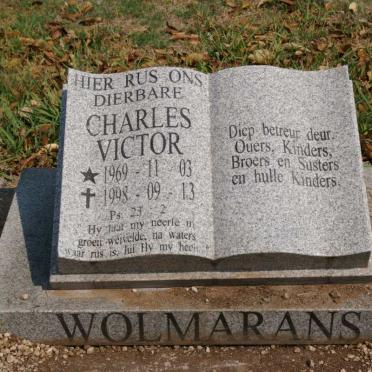 HIER RUS ONS
DIERBARE
CHARLES
VICTOR
★ 1969 - 11 - 03
✝ 1998 - 09 - 13
Ps. 23 : 2
Hy laat my neerlê in
groen weivelde, na waters
waar rus is, lei Hy my heen
Diep betreur deur,
Ouers, Kinders,
Broers en Susters
en hulle Kinders.
WOLMARANS